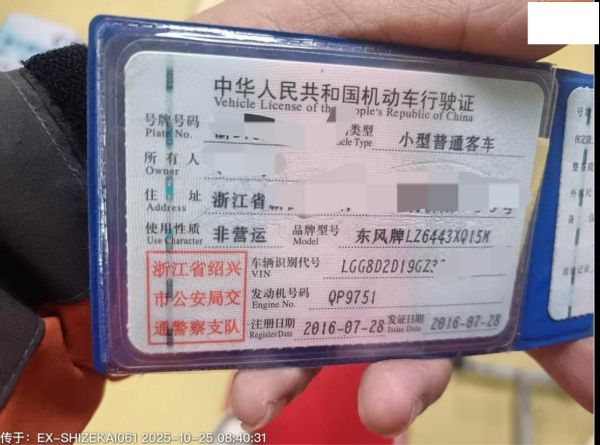 中华人民共和国机动车行驶证
Vehicle License of the People's Republic of China
号牌号码
Plate No.
类型
Type
小型普通客车
所有人
Owner
住址
Address
浙江省
使用性质
Use Character
非营运
品牌型号
Model
东风牌LZ6443XQ15M
浙江省绍兴
市公安局交
通警察支队
车辆识别代号
VIN
LGG8D2D19GZ3
发动机号码
Engine No.
QP9751
注册日期
Register Date
2016-07-28
发证日期
Issue Date
2016-07-28
传于：EX-SHIZEKAI061 2025-10-25 08:40:31